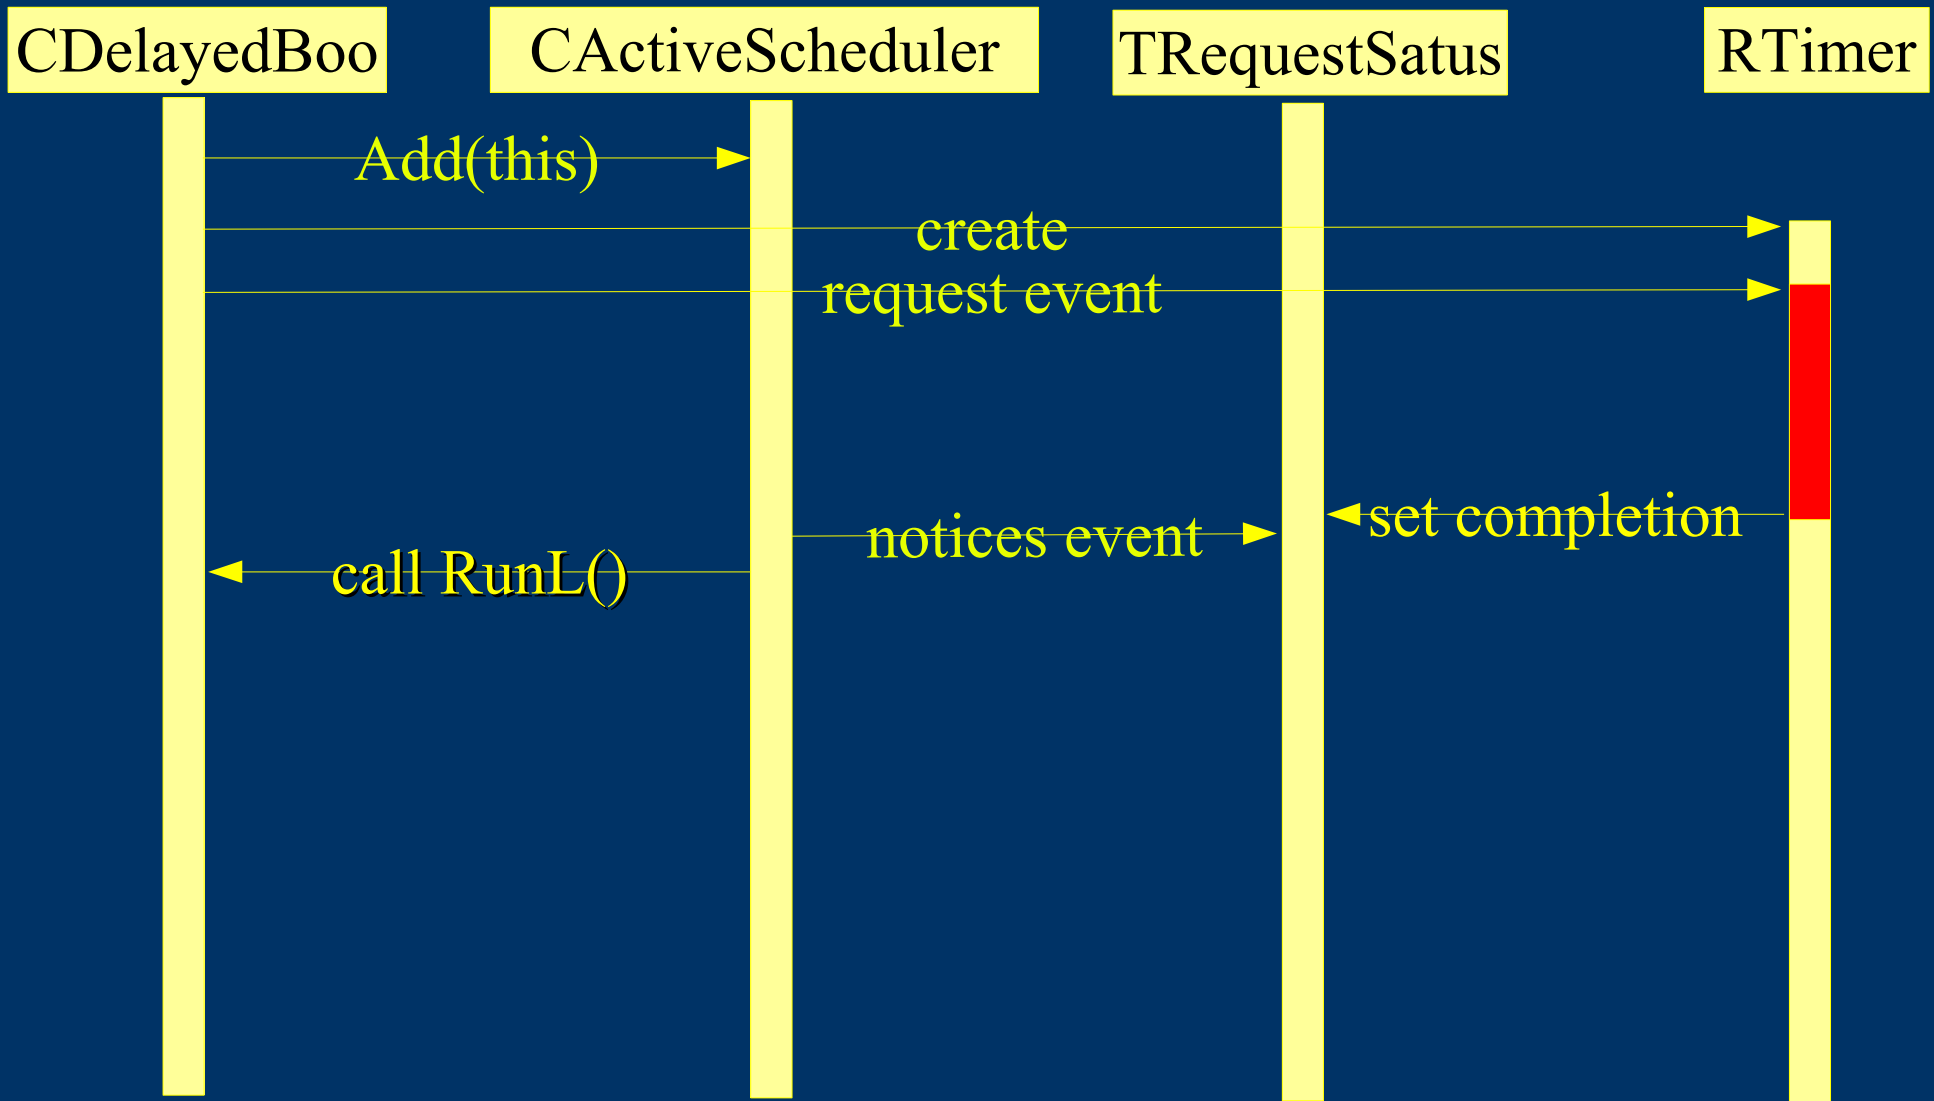 CDelayedBoo
CActiveScheduler
TRequestSatus
RTimer
Add(this)
create
request event
set completion
notices event
call RunL()